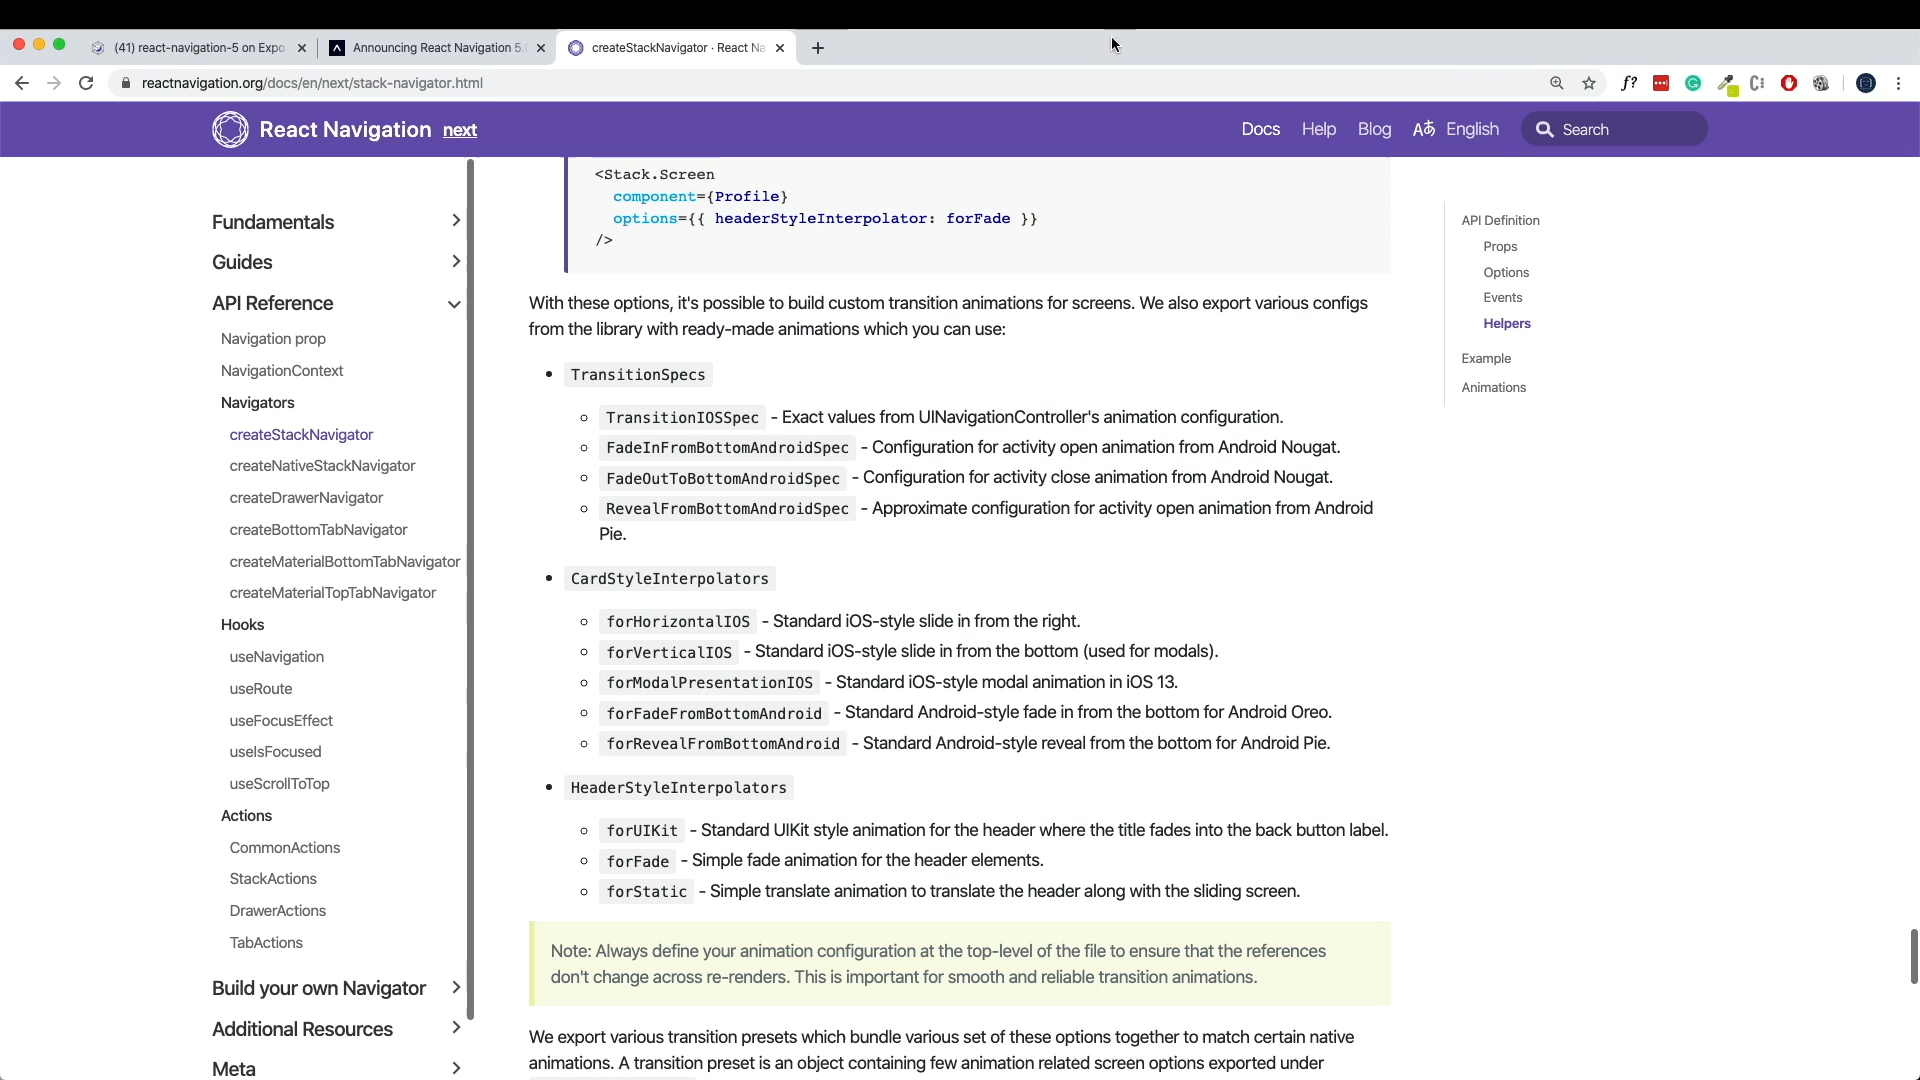 (41) react-navigation-5 on Expo
Announcing React Navigation 5.
createStackNavigator · React Na
reactnavigation.org/docs/en/next/stack-navigator.html
React Navigation next
Docs
Help
Blog
English
Search
Fundamentals
Guides
API Reference
Navigation prop
NavigationContext
Navigators
createStackNavigator
createNativeStackNavigator
createDrawerNavigator
createBottomTabNavigator
createMaterialBottomTabNavigator
createMaterialTopTabNavigator
Hooks
useNavigation
useRoute
useFocusEffect
useIsFocused
useScrollToTop
Actions
CommonActions
StackActions
DrawerActions
TabActions
Build your own Navigator
Additional Resources
Meta
<Stack.Screen
component={Profile}
options={{ headerStyleInterpolator: forFade }}
/>
With these options, it's possible to build custom transition animations for screens. We also export various configs
from the library with ready-made animations which you can use:
TransitionSpecs
TransitionIOSSpec - Exact values from UINavigationController's animation configuration.
FadeInFromBottomAndroidSpec - Configuration for activity open animation from Android Nougat.
FadeOutToBottomAndroidSpec - Configuration for activity close animation from Android Nougat.
RevealFromBottomAndroidSpec - Approximate configuration for activity open animation from Android
Pie.
CardStyleInterpolators
forHorizontalIOS - Standard iOS-style slide in from the right.
forVerticalIOS - Standard iOS-style slide in from the bottom (used for modals).
forModalPresentationIOS - Standard iOS-style modal animation in iOS 13.
forFadeFromBottomAndroid - Standard Android-style fade in from the bottom for Android Oreo.
forRevealFromBottomAndroid - Standard Android-style reveal from the bottom for Android Pie.
HeaderStyleInterpolators
forUIKit - Standard UIKit style animation for the header where the title fades into the back button label.
forFade - Simple fade animation for the header elements.
forStatic - Simple translate animation to translate the header along with the sliding screen.
Note: Always define your animation configuration at the top-level of the file to ensure that the references
don't change across re-renders. This is important for smooth and reliable transition animations.
We export various transition presets which bundle various set of these options together to match certain native
animations. A transition preset is an object containing few animation related screen options exported under
API Definition
Props
Options
Events
Helpers
Example
Animations